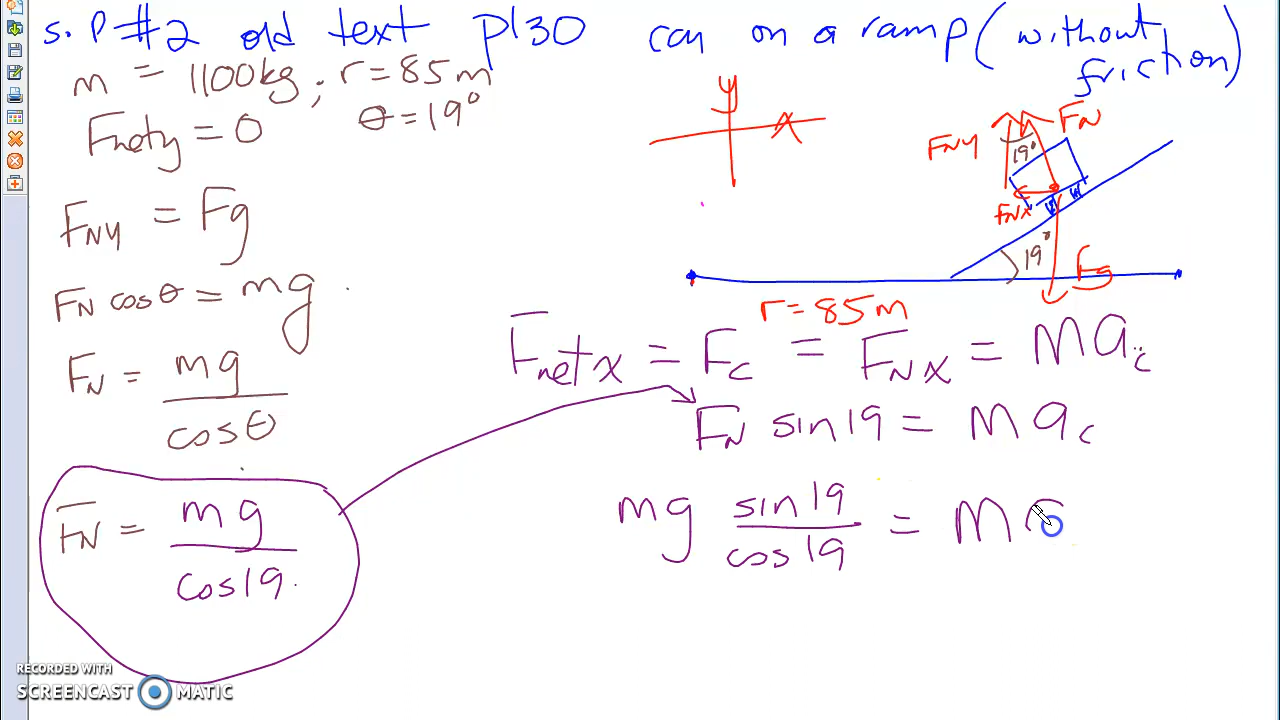 S.P #2 old text p130 car on a ramp (without friction)
m = 1100kg ; r = 85m
θ = 19°
Fnety = 0
y
x
FNY = Fg
FN cosθ = mg
FN = mg / cosθ
FN = mg / cos19
FNY
FN
19°
FNX
19°
Fg
r = 85m
Fnetx = Fc = FNx = mac
FN sin19 = mac
mg sin19 / cos19 = m
RECORDED WITH
SCREENCAST MATIC